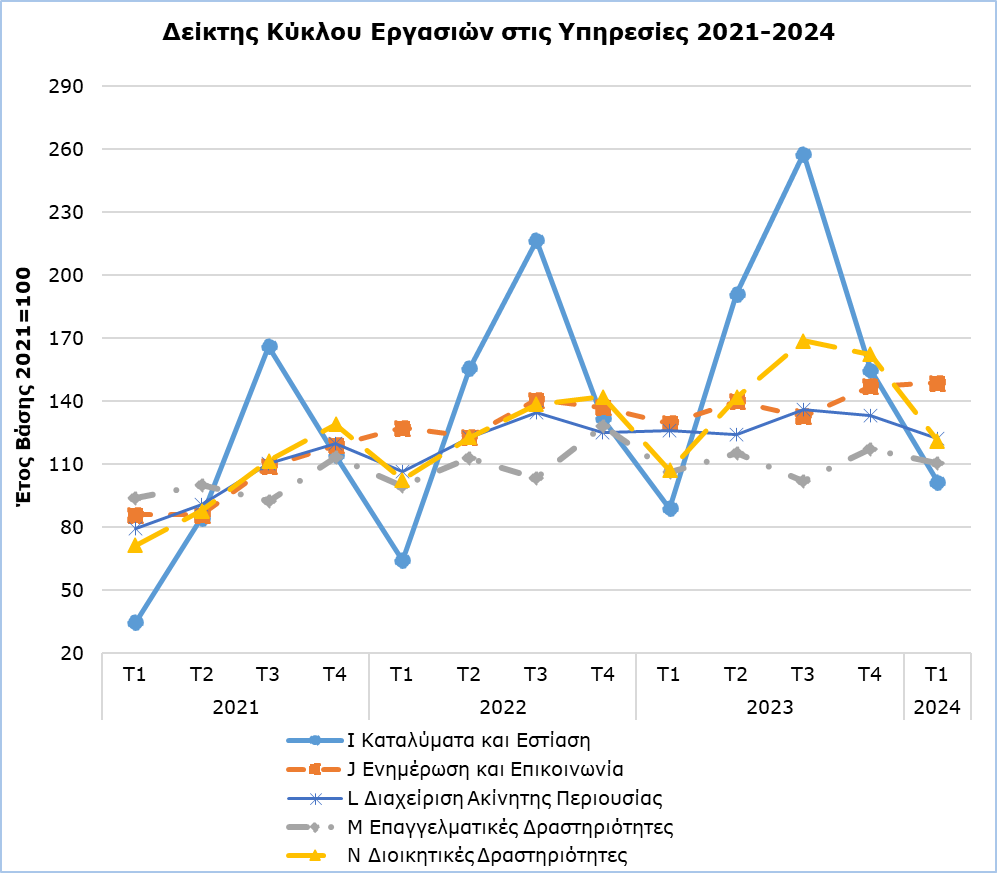 Δείκτης Κύκλου Εργασιών στις Υπηρεσίες 2021-2024
Έτος Βάσης 2021=100
290
260
230
200
170
140
110
80
50
20
Τ1 Τ2 Τ3 Τ4 Τ1 Τ2 Τ3 Τ4 Τ1 Τ2 Τ3 Τ4 Τ1
2021 2022 2023 2024
I Καταλύματα και Εστίαση
J Ενημέρωση και Επικοινωνία
L Διαχείριση Ακίνητης Περιουσίας
M Επαγγελματικές Δραστηριότητες
N Διοικητικές Δραστηριότητες